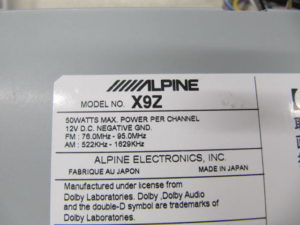 ALPINE
MODEL NO. X9Z
50WATTS MAX. POWER PER CHANNEL
12V D.C. NEGATIVE GND.
FM : 76.0MHz - 95.0MHz
AM : 522KHz - 1629KHz
ALPINE ELECTRONICS, INC.
FABRIQUE AU JAPON MADE IN JAPAN
Manufactured under license from
Dolby Laboratories. Dolby ,Dolby Audio
and the double-D symbol are trademarks of
Dolby Laboratories.